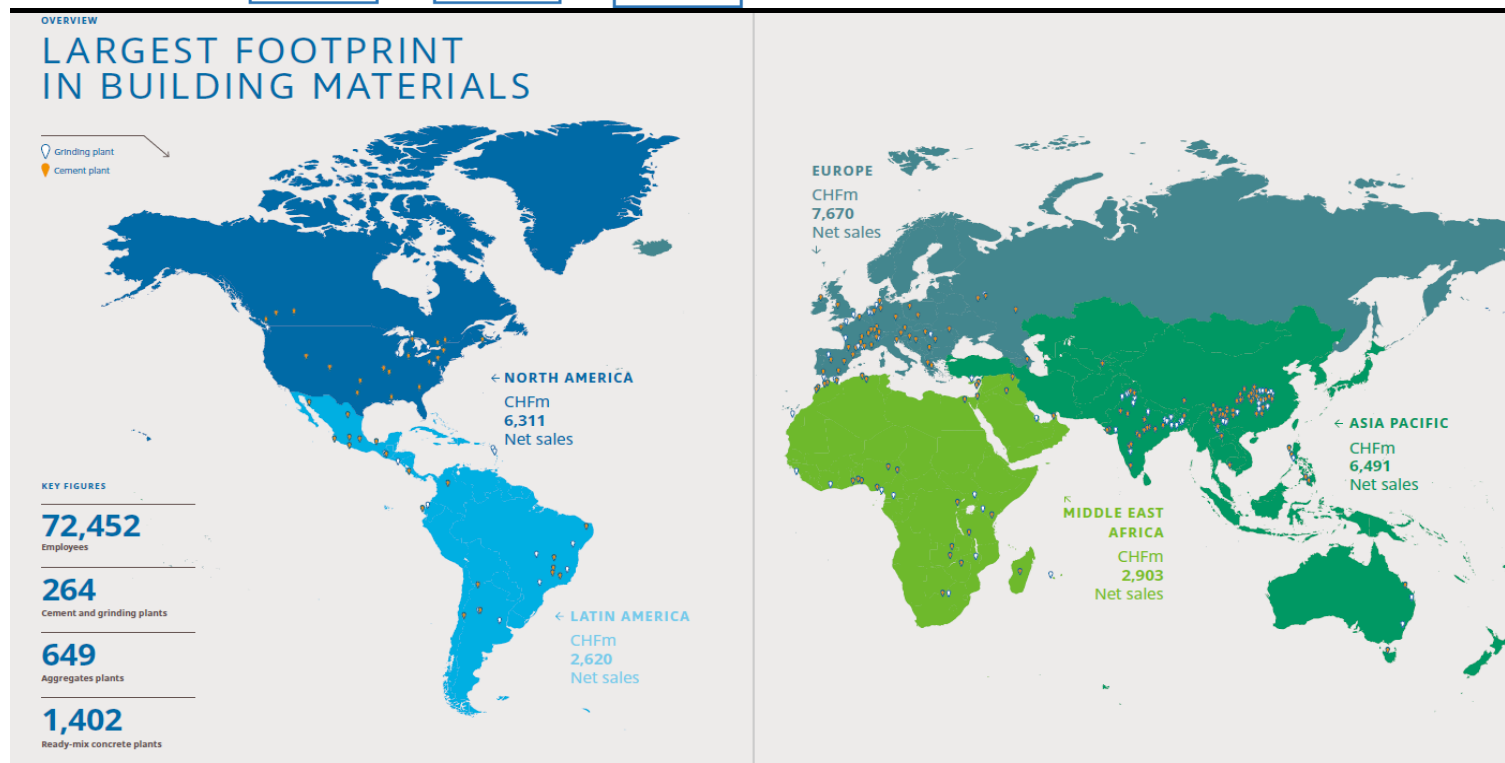 OVERVIEW
LARGEST FOOTPRINT
IN BUILDING MATERIALS
Grinding plant
Cement plant
← NORTH AMERICA
CHFm
6,311
Net sales
KEY FIGURES
72,452
Employees
264
Cement and grinding plants
649
Aggregates plants
1,402
Ready-mix concrete plants
← LATIN AMERICA
CHFm
2,620
Net sales
EUROPE
CHFm
7,670
Net sales
↓
← ASIA PACIFIC
CHFm
6,491
Net sales
↖
MIDDLE EAST
AFRICA
CHFm
2,903
Net sales